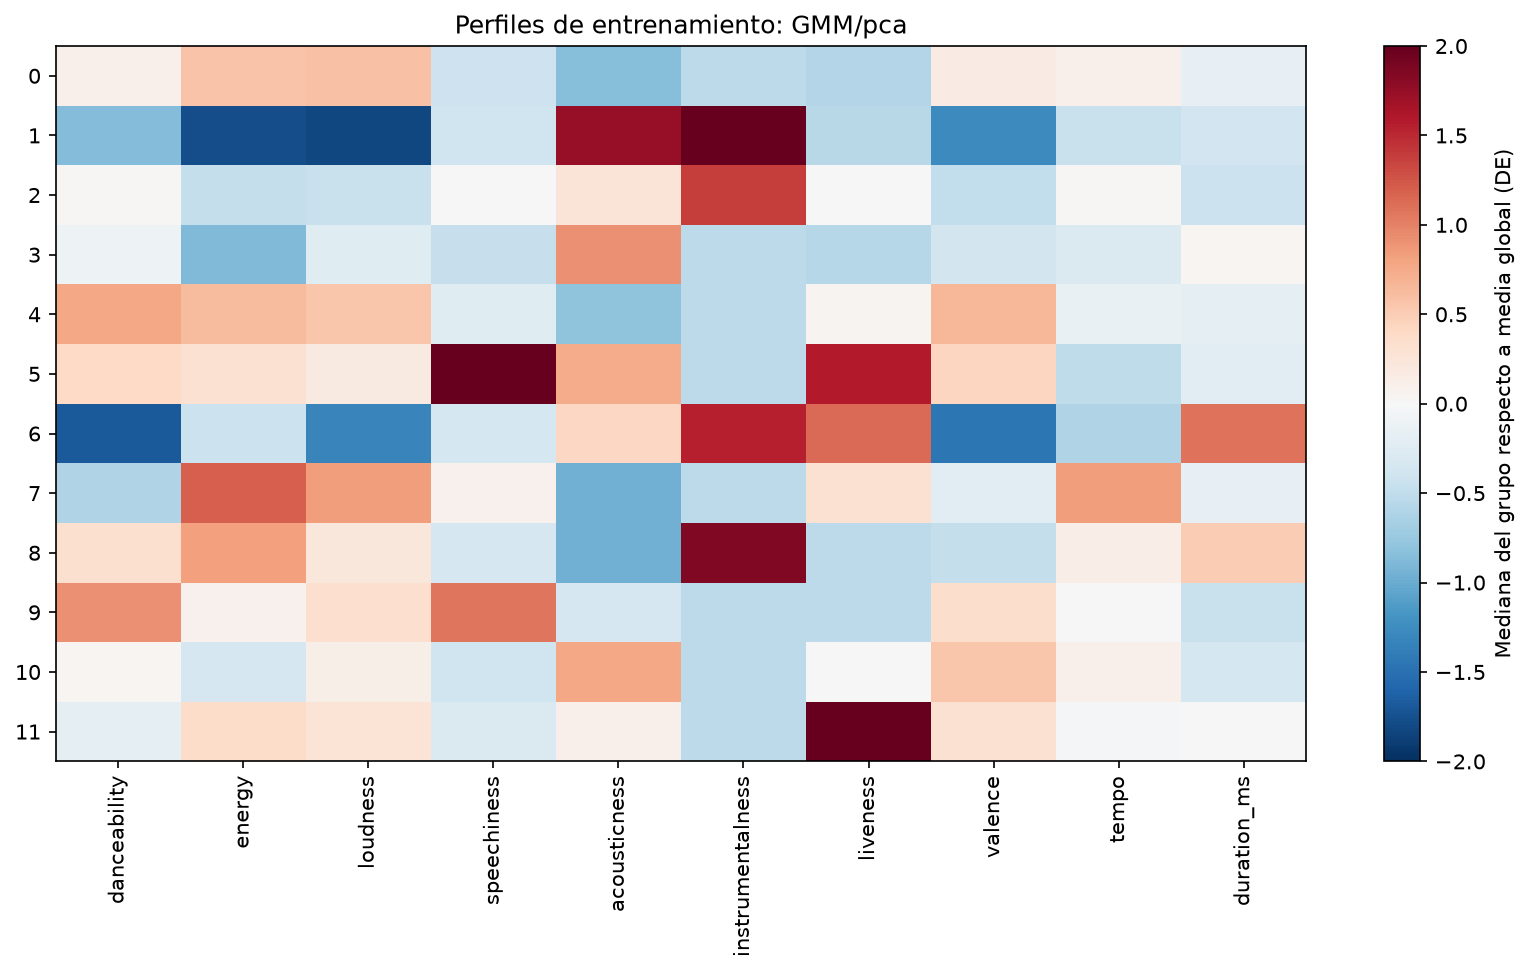 Perfiles de entrenamiento: GMM/pca
0
1
2
3
4
5
6
7
8
9
10
11
danceability
energy
loudness
speechiness
acousticness
instrumentalness
liveness
valence
tempo
duration_ms
2.0
1.5
1.0
0.5
0.0
−0.5
−1.0
−1.5
−2.0
Mediana del grupo respecto a media global (DE)